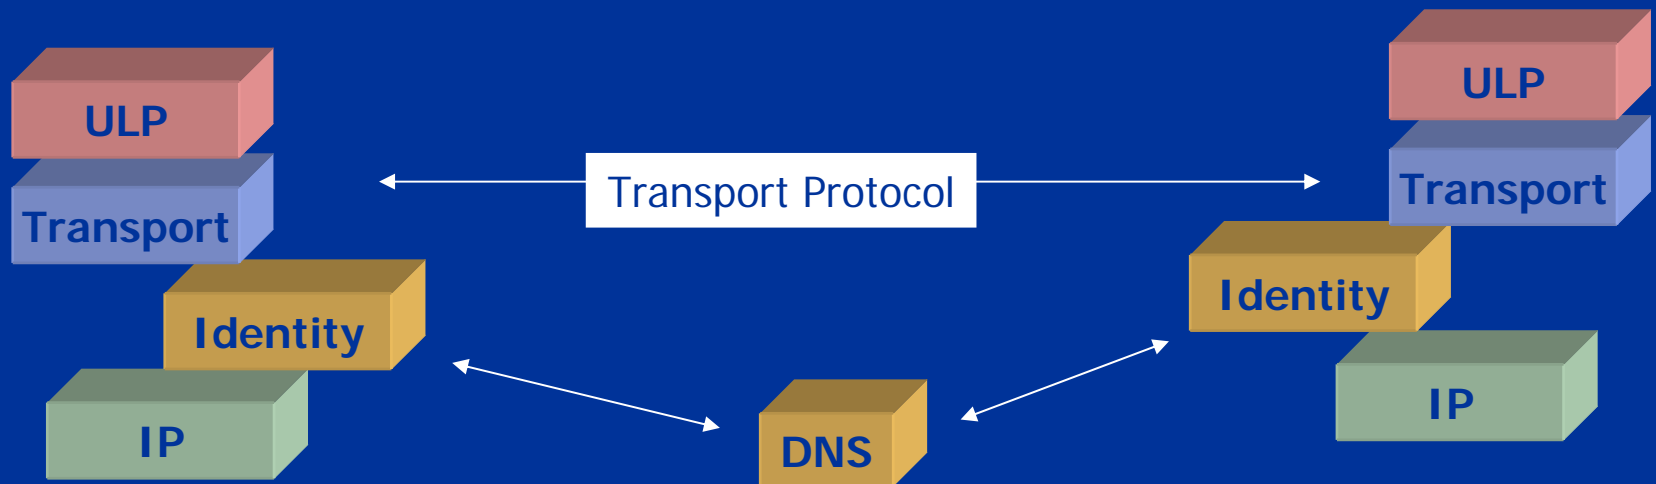 ULP
ULP
Transport Protocol
Transport
Transport
Identity
Identity
IP
IP
DNS